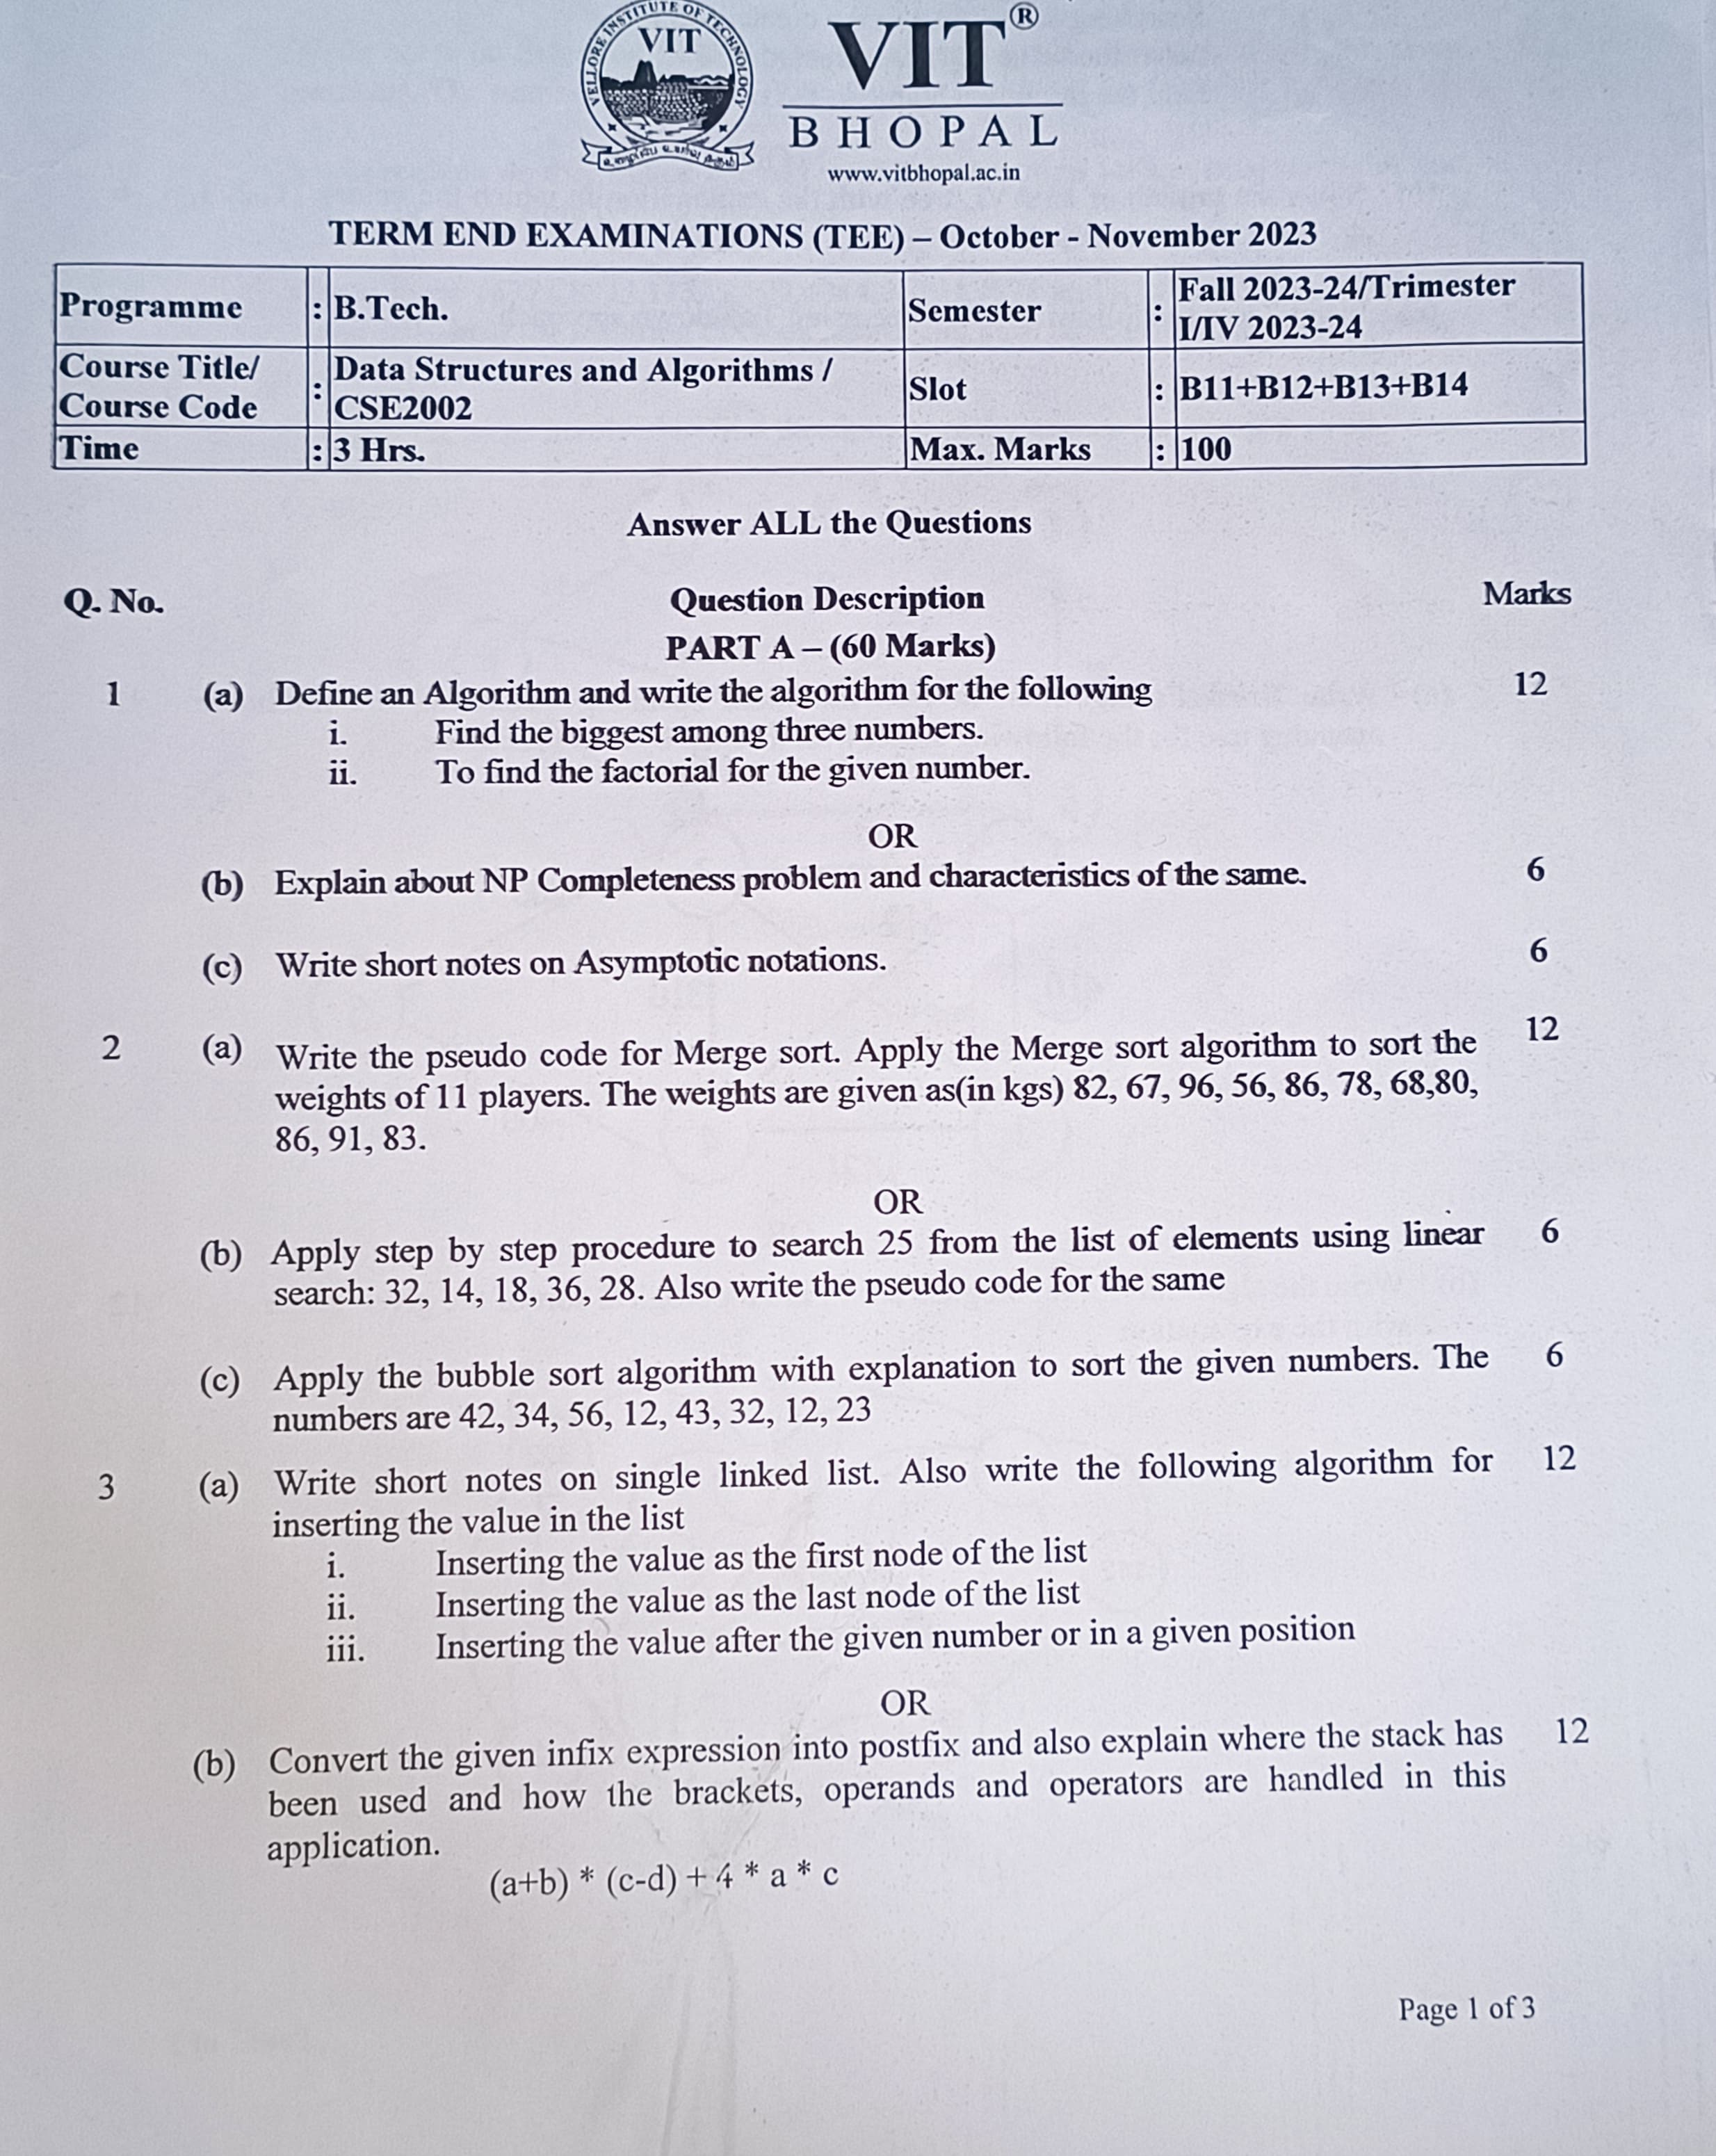 VELLORE INSTITUTE OF TECHNOLOGY
VIT
VIT®
BHOPAL
www.vitbhopal.ac.in
TERM END EXAMINATIONS (TEE) – October - November 2023
Programme : B.Tech. Semester : Fall 2023-24/Trimester I/IV 2023-24
Course Title/ Course Code : Data Structures and Algorithms / CSE2002 Slot : B11+B12+B13+B14
Time : 3 Hrs. Max. Marks : 100
Answer ALL the Questions
Q. No. Question Description Marks
PART A – (60 Marks)
1 (a) Define an Algorithm and write the algorithm for the following 12
i. Find the biggest among three numbers.
ii. To find the factorial for the given number.
OR
(b) Explain about NP Completeness problem and characteristics of the same. 6
(c) Write short notes on Asymptotic notations. 6
2 (a) Write the pseudo code for Merge sort. Apply the Merge sort algorithm to sort the 12
weights of 11 players. The weights are given as(in kgs) 82, 67, 96, 56, 86, 78, 68,80,
86, 91, 83.
OR
(b) Apply step by step procedure to search 25 from the list of elements using linear 6
search: 32, 14, 18, 36, 28. Also write the pseudo code for the same
(c) Apply the bubble sort algorithm with explanation to sort the given numbers. The 6
numbers are 42, 34, 56, 12, 43, 32, 12, 23
3 (a) Write short notes on single linked list. Also write the following algorithm for 12
inserting the value in the list
i. Inserting the value as the first node of the list
ii. Inserting the value as the last node of the list
iii. Inserting the value after the given number or in a given position
OR
(b) Convert the given infix expression into postfix and also explain where the stack has 12
been used and how the brackets, operands and operators are handled in this
application.
(a+b) * (c-d) + 4 * a * c
Page 1 of 3